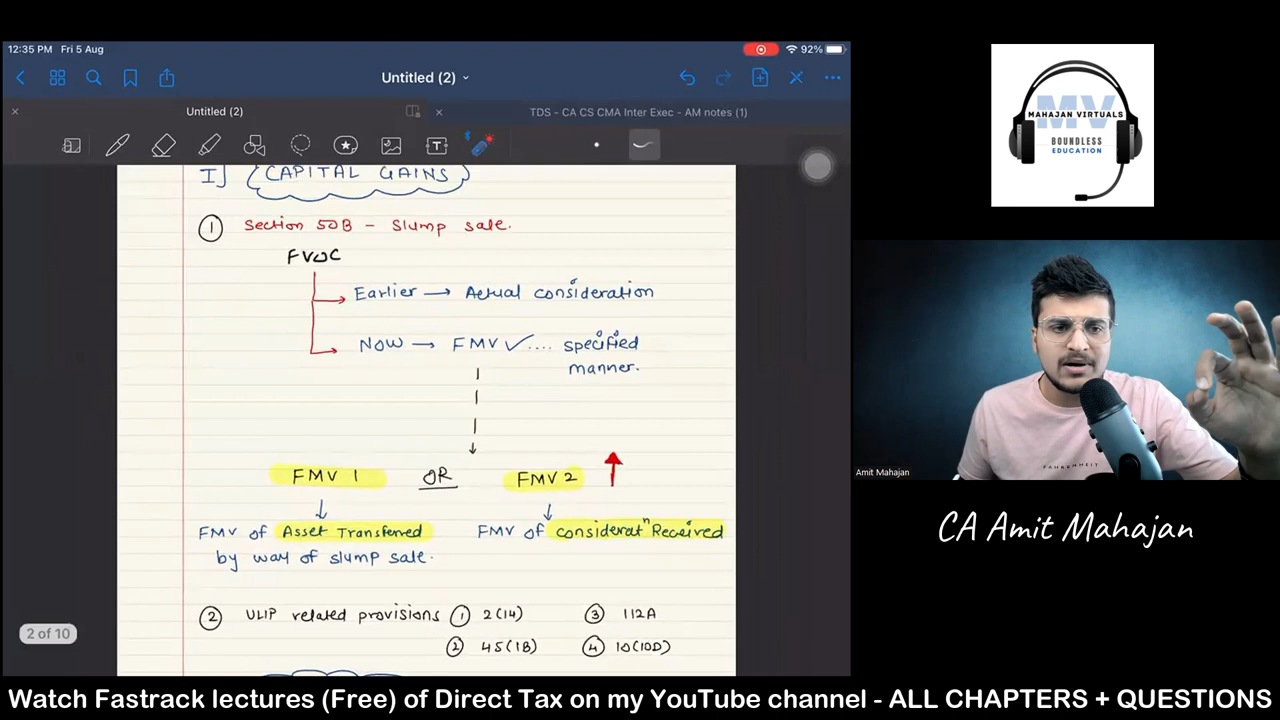 12:35 PM Fri 5 Aug
92%
Untitled (2)
Untitled (2)
TDS - CA CS CMA Inter Exec - AM notes (1)
I] CAPITAL GAINS
① Section 50B - Slump sale.
FVOC
Earlier → Actual consideration
Now → FMV ✓ .... specified
manner.
FMV 1 OR FMV 2 ↑
FMV of Asset Transferred
by way of slump sale.
FMV of consideratⁿ Received
② ULIP related provisions ① 2(14) ③ 112A
② 45(1B) ④ 10(10D)
2 of 10
MV
MAHAJAN VIRTUALS
BOUNDLESS
EDUCATION
FAHRENHEIT
Amit Mahajan
CA Amit Mahajan
Watch Fastrack lectures (Free) of Direct Tax on my YouTube channel - ALL CHAPTERS + QUESTIONS